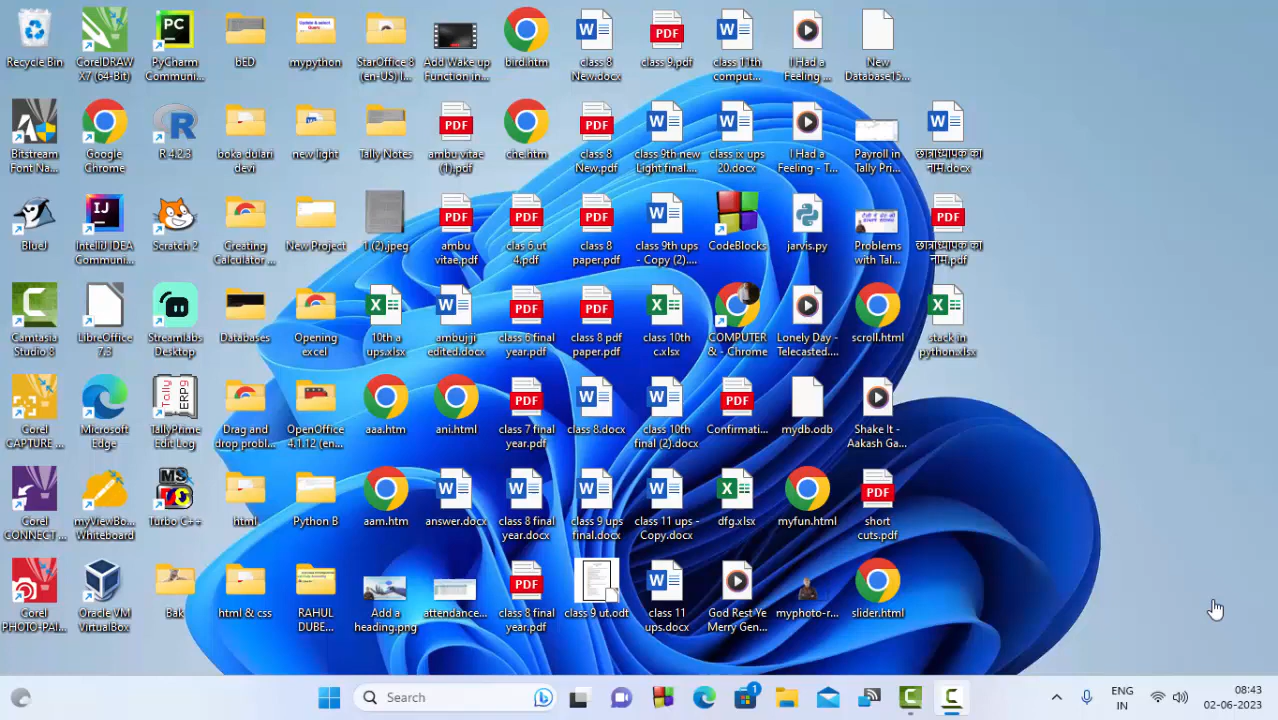 Recycle Bin
CorelDRAW X7 (64-Bit)
PyCharm Communi...
bED
mypython
StarOffice 8 (en-US) I...
Add Wake up Function in...
bird.htm
class 8 New.docx
class 9.pdf
class 11th comput...
I Had a Feeling ...
New Database15...
Bitstream Font Na...
Google Chrome
R 4.2.3
boka dulari devi
new light
Tally Notes
ambu vitae (1).pdf
che.htm
class 8 New.pdf
class 9th new Light final....
class ix ups 20.docx
I Had a Feeling - T...
Payroll in Tally Pri...
छात्राध्यापक का नाम.docx
BlueJ
IntelliJ IDEA Communi...
Scratch 2
Creating Calculator ...
New Project
1 (2).jpeg
ambu vitae.pdf
clas 6 ut 4.pdf
class 8 paper.pdf
class 9th ups - Copy (2)....
CodeBlocks
jarvis.py
Problems with Tal...
छात्राध्यापक का नाम.pdf
Camtasia Studio 8
LibreOffice 7.3
Streamlabs Desktop
Databases
Opening excel
10th a ups.xlsx
ambuj ji edited.docx
class 6 final year.pdf
class 8 pdf paper.pdf
class 10th c.xlsx
COMPUTER & - Chrome
Lonely Day - Telecasted....
scroll.html
stack in python.xlsx
Corel CAPTURE ...
Microsoft Edge
TallyPrime Edit Log
Drag and drop probl...
OpenOffice 4.1.12 (en...
aaa.htm
ani.html
class 7 final year.pdf
class 8.docx
class 10th final (2).docx
Confirmati...
mydb.odb
Shake It - Aakash Ga...
Corel CONNECT ...
myViewBo... Whiteboard
Turbo C++
html
Python B
aam.htm
answer.docx
class 8 final year.docx
class 9 ups final.docx
class 11 ups - Copy.docx
dfg.xlsx
myfun.html
short cuts.pdf
Corel PHOTO-PAI...
Oracle VM VirtualBox
Bak
html & css
RAHUL DUBE...
Add a heading.png
attendance...
class 8 final year.pdf
class 9 ut.odt
class 11 ups.docx
God Rest Ye Merry Gen...
myphoto-r...
slider.html
Search
ENG
IN
08:43
02-06-2023